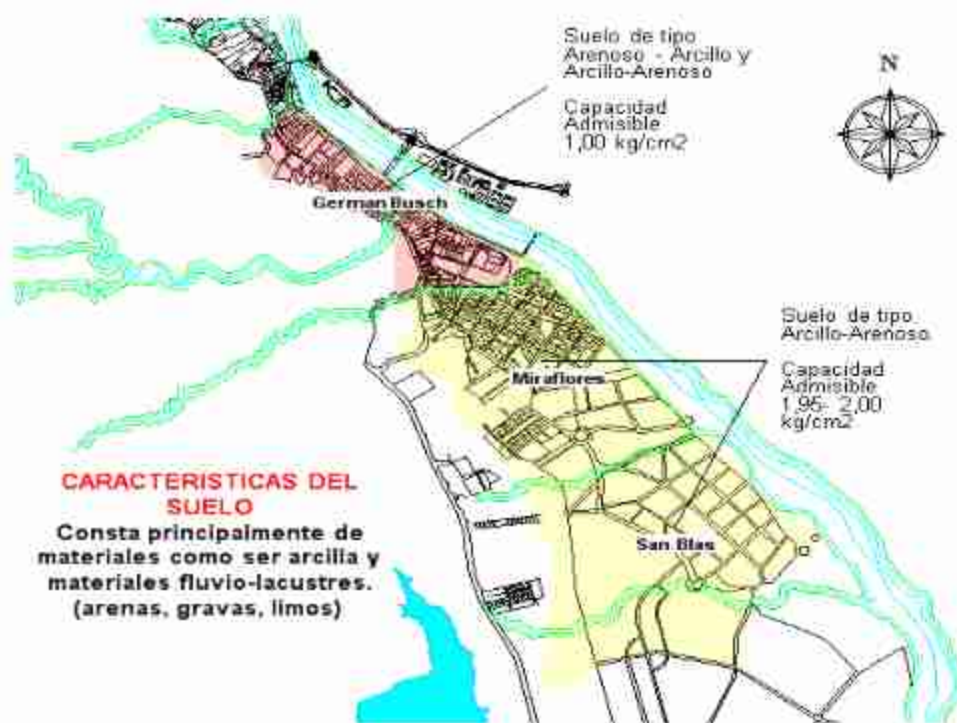 Suelo de tipo
Arenoso - Arcillo y
Arcillo-Arenoso
Capacidad
Admisible
1,00 kg/cm2
N
German Busch
Suelo de tipo
Arcillo-Arenoso
Capacidad
Admisible
1,95- 2,00
kg/cm2
Miraflores
San Blas
CARACTERISTICAS DEL
SUELO
Consta principalmente de
materiales como ser arcilla y
materiales fluvio-lacustres.
(arenas, gravas, limos)